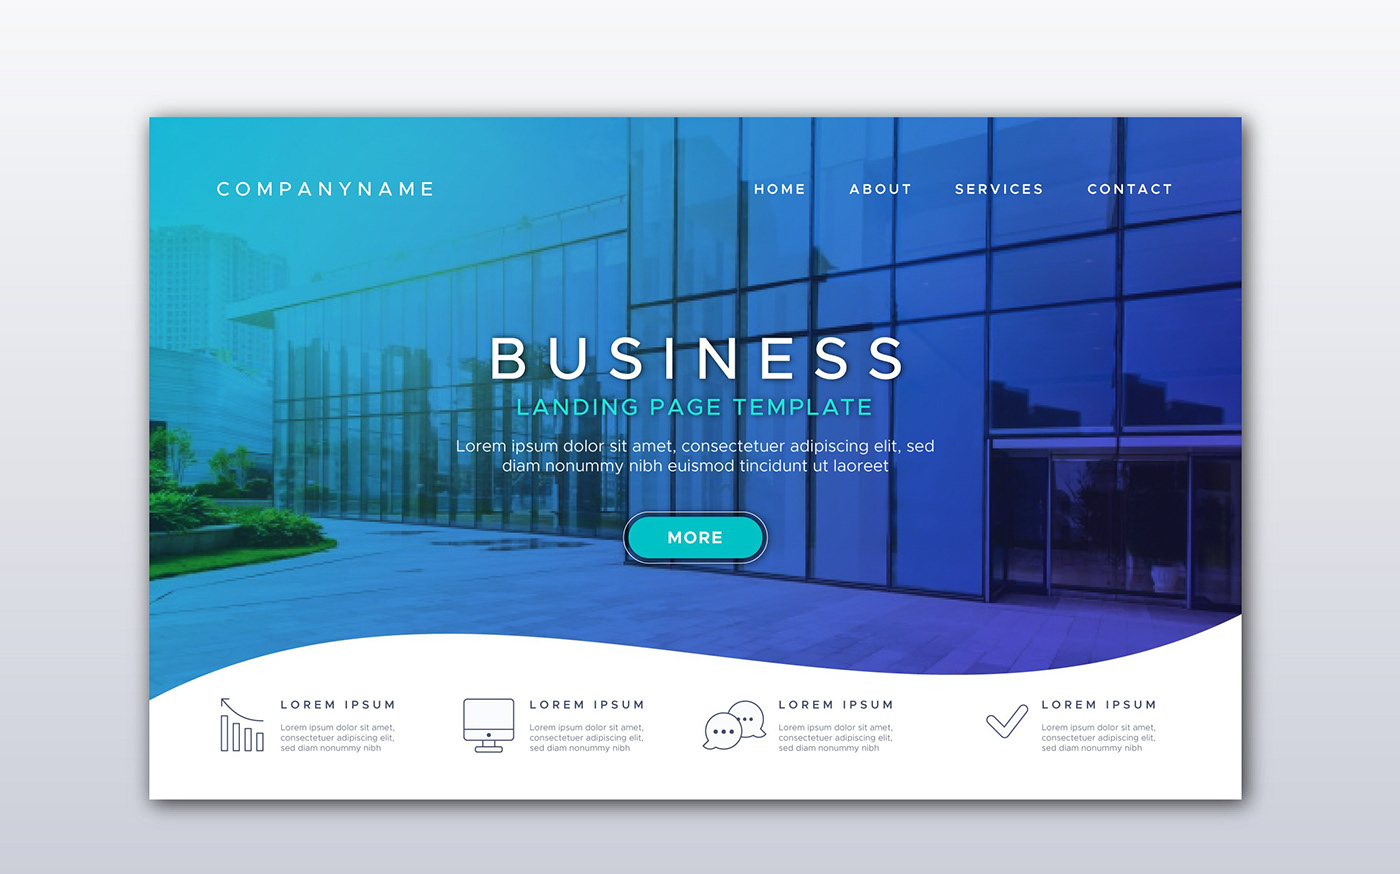 COMPANYNAME
HOME ABOUT SERVICES CONTACT
BUSINESS
LANDING PAGE TEMPLATE
Lorem ipsum dolor sit amet, consectetuer adipiscing elit, sed
diam nonummy nibh euismod tincidunt ut laoreet
MORE
LOREM IPSUM
Lorem ipsum dolor sit amet,
consectetuer adipiscing elit,
sed diam nonummy nibh
LOREM IPSUM
Lorem ipsum dolor sit amet,
consectetuer adipiscing elit,
sed diam nonummy nibh
LOREM IPSUM
Lorem ipsum dolor sit amet,
consectetuer adipiscing elit,
sed diam nonummy nibh
LOREM IPSUM
Lorem ipsum dolor sit amet,
consectetuer adipiscing elit,
sed diam nonummy nibh